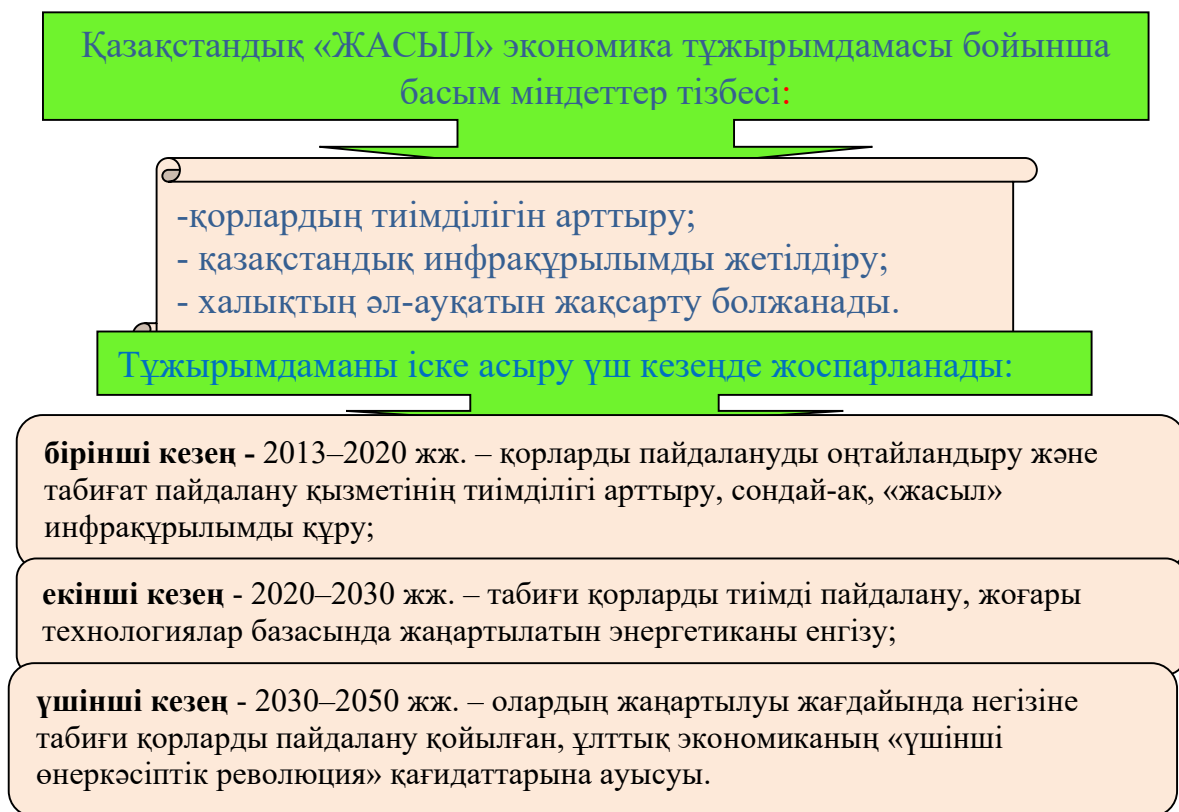 Қазақстандық «ЖАСЫЛ» экономика тұжырымдамасы бойынша
басым міндеттер тізбесі:
-қорлардың тиімділігін арттыру;
- қазақстандық инфрақұрылымды жетілдіру;
- халықтың әл-ауқатын жақсарту болжанады.
Тұжырымдаманы іске асыру үш кезеңде жоспарланады:
бірінші кезең - 2013–2020 жж. – қорларды пайдалануды оңтайландыру және
табиғат пайдалану қызметінің тиімділігі арттыру, сондай-ақ, «жасыл»
инфрақұрылымды құру;
екінші кезең - 2020–2030 жж. – табиғи қорларды тиімді пайдалану, жоғары
технологиялар базасында жаңартылатын энергетиканы енгізу;
үшінші кезең - 2030–2050 жж. – олардың жаңартылуы жағдайында негізіне
табиғи қорларды пайдалану қойылған, ұлттық экономиканың «үшінші
өнеркәсіптік революция» қағидаттарына ауысуы.